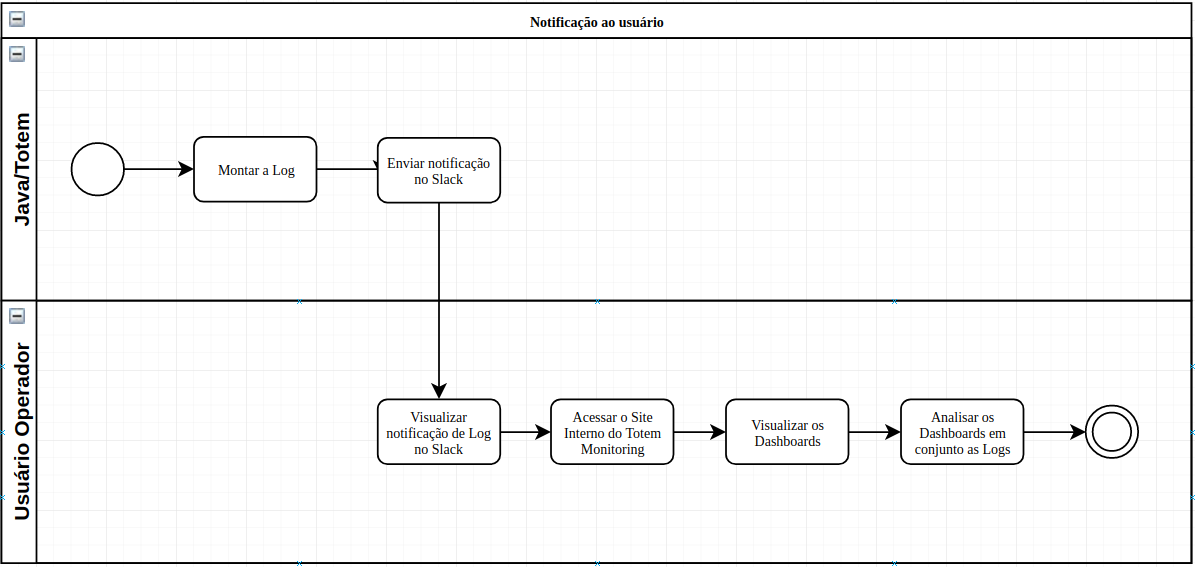 Notificação ao usuário
Java/Totem
Montar a Log
Enviar notificação
no Slack
Usuário Operador
Visualizar
notificação de Log
no Slack
Acessar o Site
Interno do Totem
Monitoring
Visualizar os
Dashboards
Analisar os
Dashboards em
conjunto as Logs